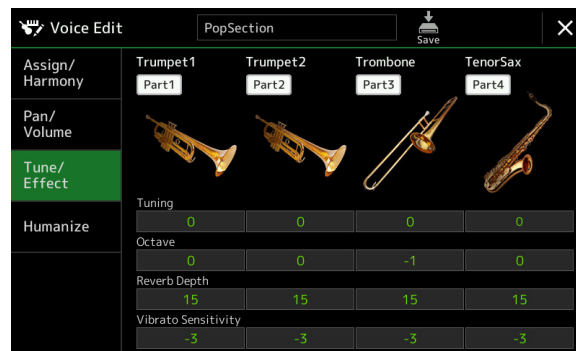 Voice Edit
PopSection
Save
Assign/
Harmony
Pan/
Volume
Tune/
Effect
Humanize
Trumpet1 Trumpet2 Trombone TenorSax
Part1 Part2 Part3 Part4
Tuning
0 0 0 0
Octave
0 0 -1 0
Reverb Depth
15 15 15 15
Vibrato Sensitivity
-3 -3 -3 -3